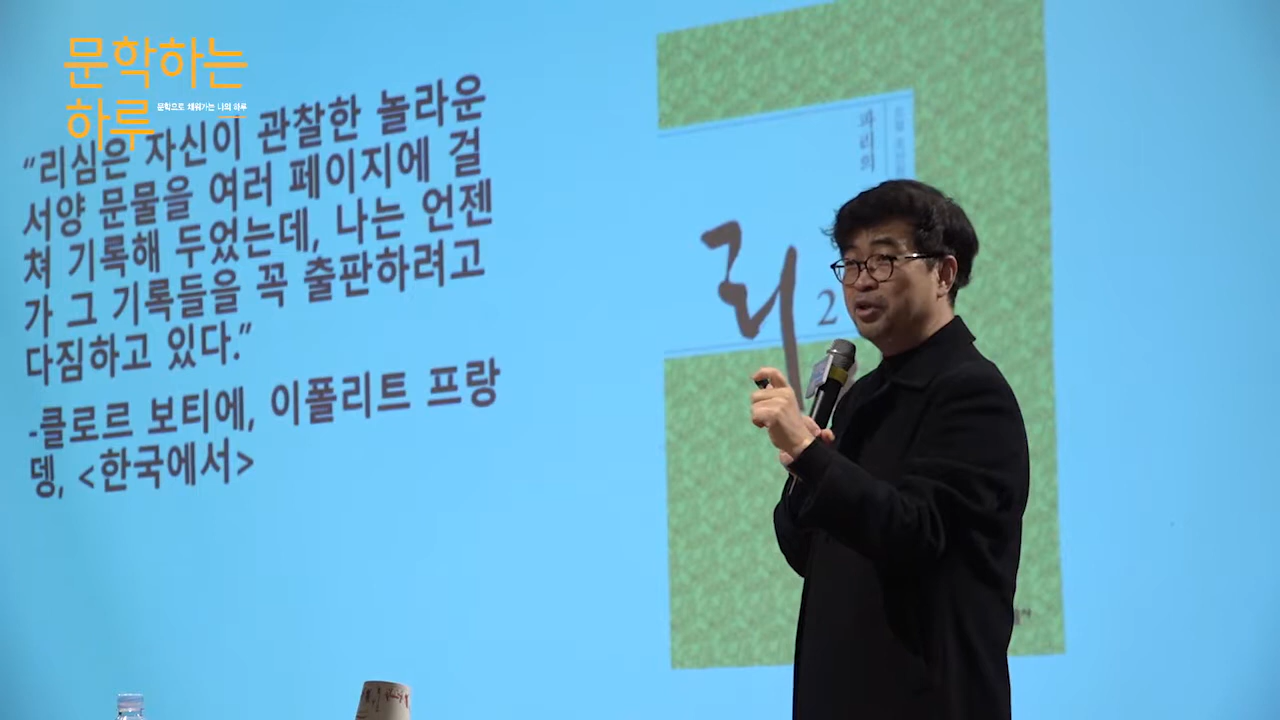 문학하는
하루 문학으로 채워가는 나의 하루
“리심은 자신이 관찰한 놀라운
서양 문물을 여러 페이지에 걸
쳐 기록해 두었는데, 나는 언젠
가 그 기록들을 꼭 출판하려고
다짐하고 있다.”
-클로르 보티에, 이폴리트 프랑
뎅, <한국에서>
파리의
리
2